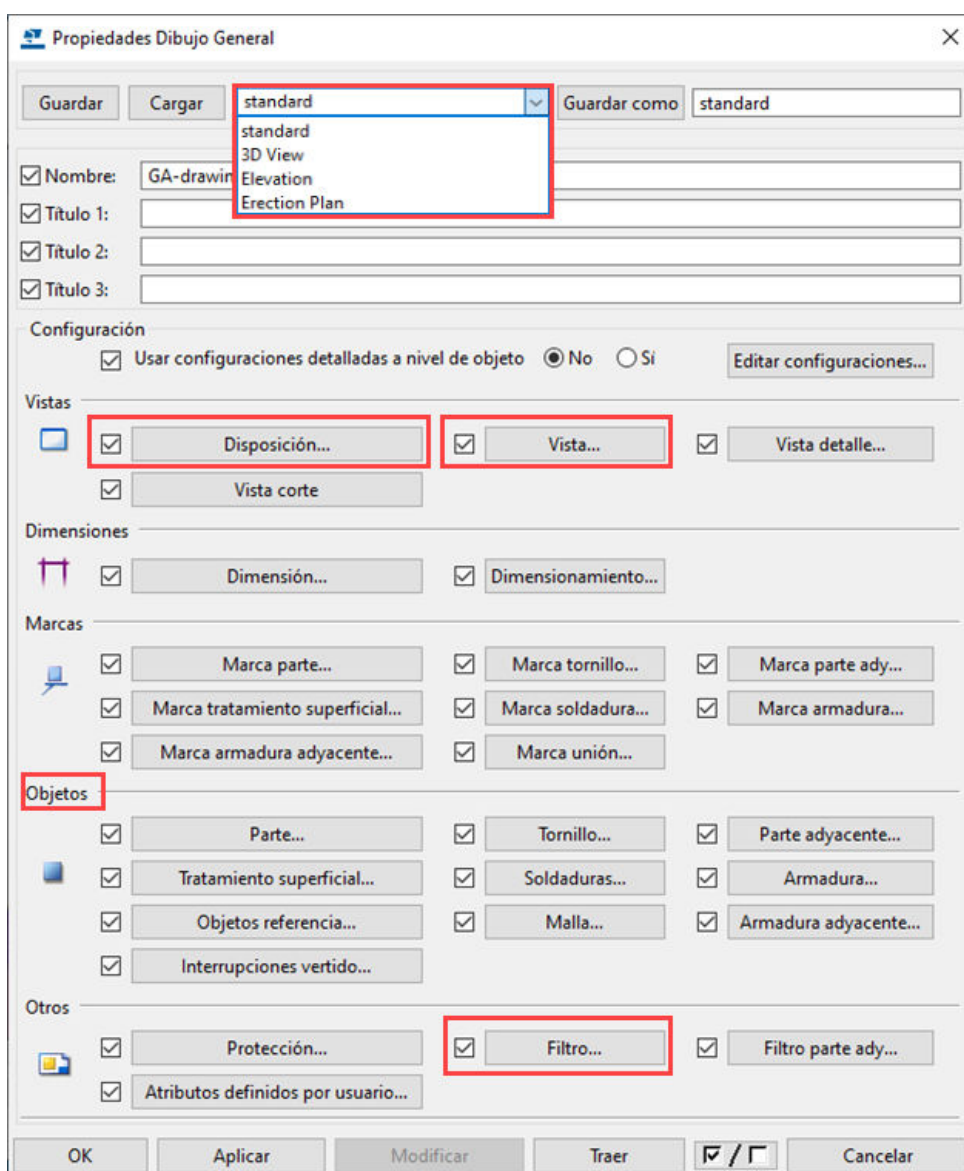 Propiedades Dibujo General
Guardar Cargar standard Guardar como standard
standard
3D View
Nombre: GA-drawin Elevation
Erection Plan
Título 1:
Título 2:
Título 3:
Configuración
Usar configuraciones detalladas a nivel de objeto No Sí Editar configuraciones...
Vistas
Disposición... Vista... Vista detalle...
Vista corte
Dimensiones
Dimensión... Dimensionamiento...
Marcas
Marca parte... Marca tornillo... Marca parte ady...
Marca tratamiento superficial... Marca soldadura... Marca armadura...
Marca armadura adyacente... Marca unión...
Objetos
Parte... Tornillo... Parte adyacente...
Tratamiento superficial... Soldaduras... Armadura...
Objetos referencia... Malla... Armadura adyacente...
Interrupciones vertido...
Otros
Protección... Filtro... Filtro parte ady...
Atributos definidos por usuario...
OK Aplicar Modificar Traer / Cancelar